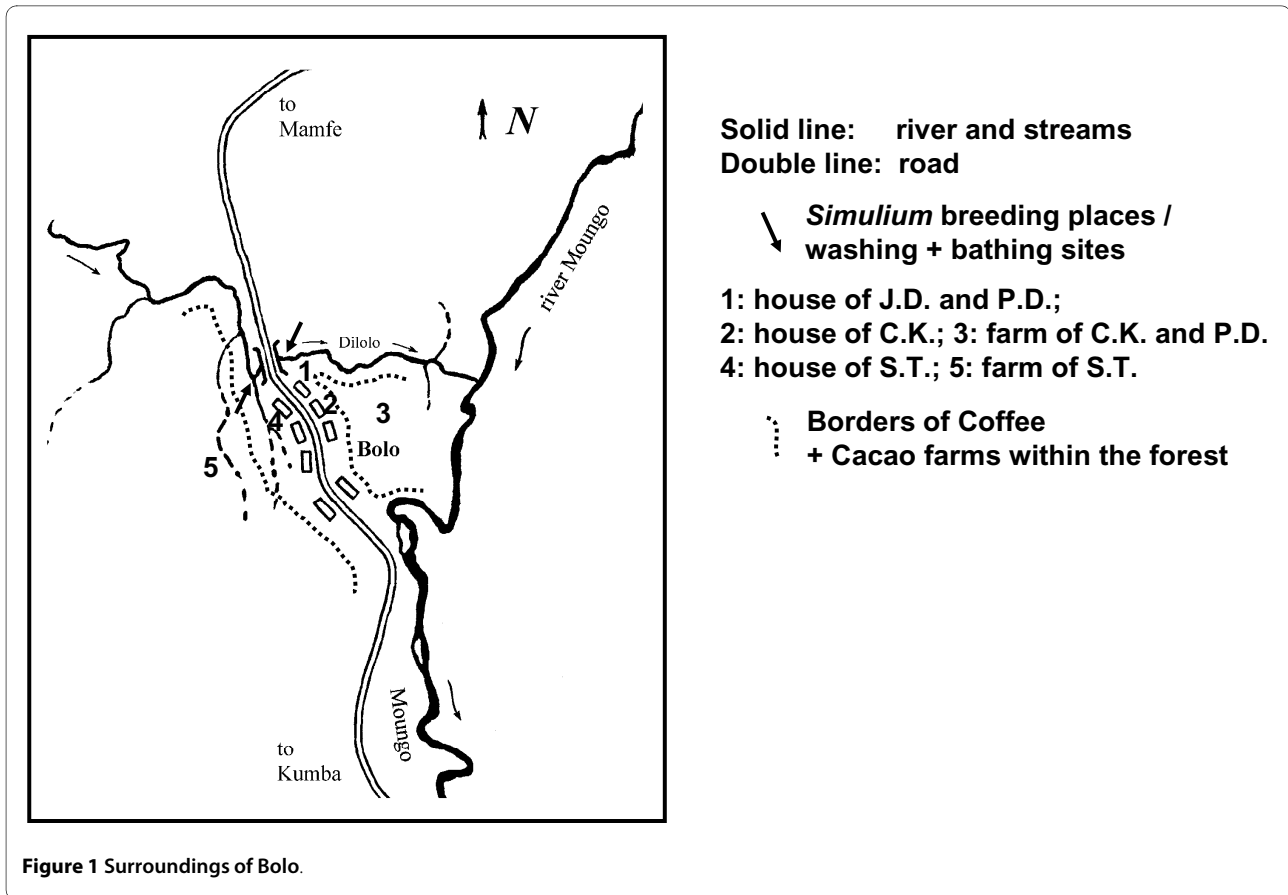 to
Mamfe
N
river Moungo
Dilolo
1
2
3
4
Bolo
5
Moungo
to
Kumba
Solid line: river and streams
Double line: road
Simulium breeding places /
washing + bathing sites
1: house of J.D. and P.D.;
2: house of C.K.; 3: farm of C.K. and P.D.
4: house of S.T.; 5: farm of S.T.
Borders of Coffee
+ Cacao farms within the forest
Figure 1 Surroundings of Bolo.